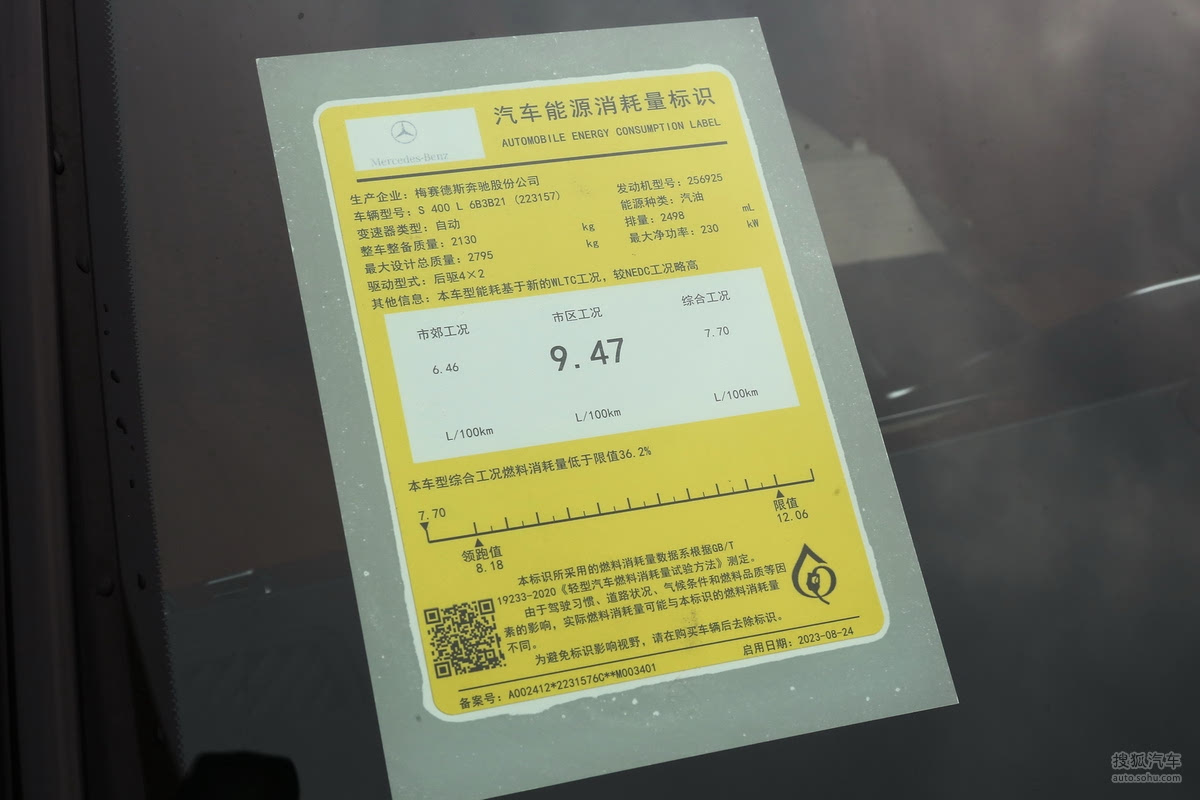 Mercedes-Benz
汽车能源消耗量标识
AUTOMOBILE ENERGY CONSUMPTION LABEL
生产企业: 梅赛德斯奔驰股份公司
车辆型号: S 400 L 6B3B21 (223157)
发动机型号: 256925
变速器类型: 自动
能源种类: 汽油
整车整备质量: 2130 kg
排量: 2498 mL
最大设计总质量: 2795 kg
最大净功率: 230 kW
驱动型式: 后驱4×2
其他信息: 本车型能耗基于新的WLTC工况, 较NEDC工况略高
市郊工况 市区工况 综合工况
6.46 9.47 7.70
L/100km L/100km L/100km
本车型综合工况燃料消耗量低于限值36.2%
7.70
领跑值
8.18
限值
12.06
本标识所采用的燃料消耗量数据系根据GB/T
19233-2020《轻型汽车燃料消耗量试验方法》测定。
由于驾驶习惯、道路状况、气候条件和燃料品质等因
素的影响, 实际燃料消耗量可能与本标识的燃料消耗量
不同。
为避免标识影响视野, 请在购买车辆后去除标识。
备案号: A002412*2231576C**M003401
启用日期: 2023-08-24
搜狐汽车
auto.sohu.com